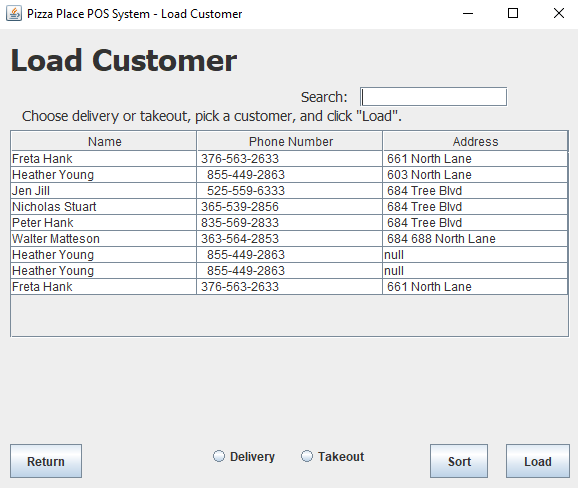 Pizza Place POS System - Load Customer
Load Customer
Search:
Choose delivery or takeout, pick a customer, and click "Load".
Name Phone Number Address
Freta Hank 376-563-2633 661 North Lane
Heather Young 855-449-2863 603 North Lane
Jen Jill 525-559-6333 684 Tree Blvd
Nicholas Stuart 365-539-2856 684 Tree Blvd
Peter Hank 835-569-2833 684 Tree Blvd
Walter Matteson 363-564-2853 684 688 North Lane
Heather Young 855-449-2863 null
Heather Young 855-449-2863 null
Freta Hank 376-563-2633 661 North Lane
Return Delivery Takeout Sort Load